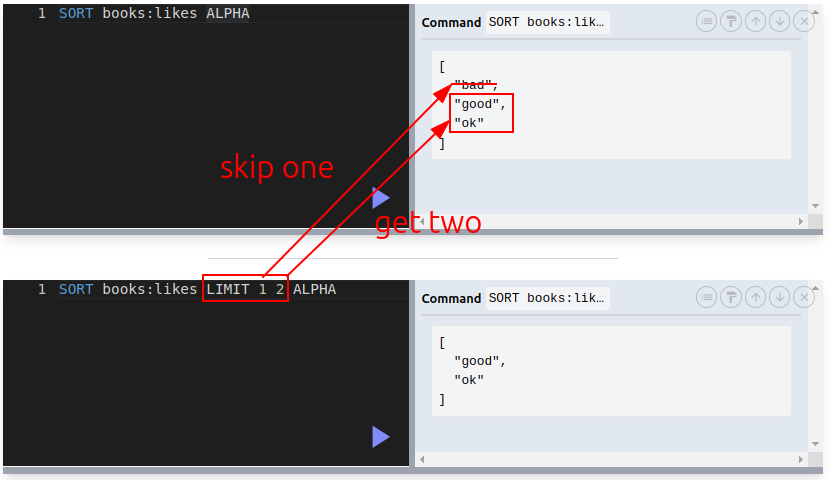 1 SORT books:likes ALPHA
Command SORT books:lik…
[
"bad",
"good",
"ok"
]
skip one
get two
1 SORT books:likes LIMIT 1 2 ALPHA
Command SORT books:lik…
[
"good",
"ok"
]